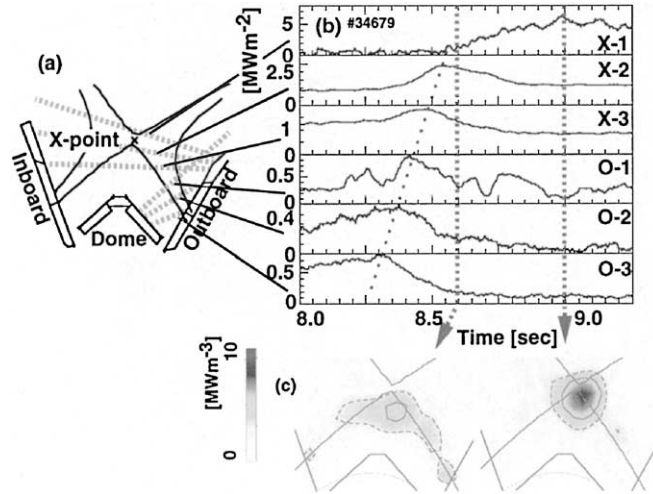 (a)
X-point
Inboard
Dome
Outboard
[MWm-2]
(b) #34679
5
0
X-1
2.5
0
X-2
1
0
X-3
0.5
0
O-1
0.4
0
O-2
0.5
0
O-3
8.0
8.5
9.0
Time [sec]
[MWm-3]
10
0
(c)